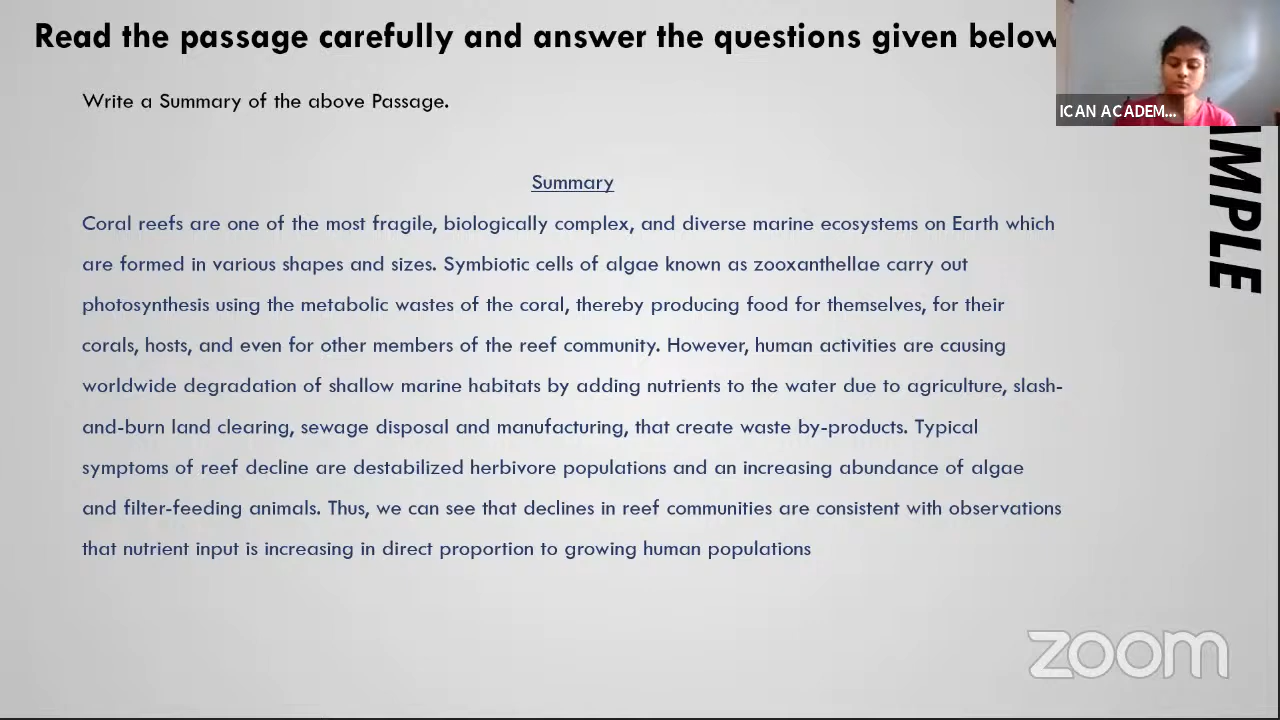 Read the passage carefully and answer the questions given below
Write a Summary of the above Passage.
ICAN ACADEM...
Summary
Coral reefs are one of the most fragile, biologically complex, and diverse marine ecosystems on Earth which
are formed in various shapes and sizes. Symbiotic cells of algae known as zooxanthellae carry out
photosynthesis using the metabolic wastes of the coral, thereby producing food for themselves, for their
corals, hosts, and even for other members of the reef community. However, human activities are causing
worldwide degradation of shallow marine habitats by adding nutrients to the water due to agriculture, slash-
and-burn land clearing, sewage disposal and manufacturing, that create waste by-products. Typical
symptoms of reef decline are destabilized herbivore populations and an increasing abundance of algae
and filter-feeding animals. Thus, we can see that declines in reef communities are consistent with observations
that nutrient input is increasing in direct proportion to growing human populations
zoom